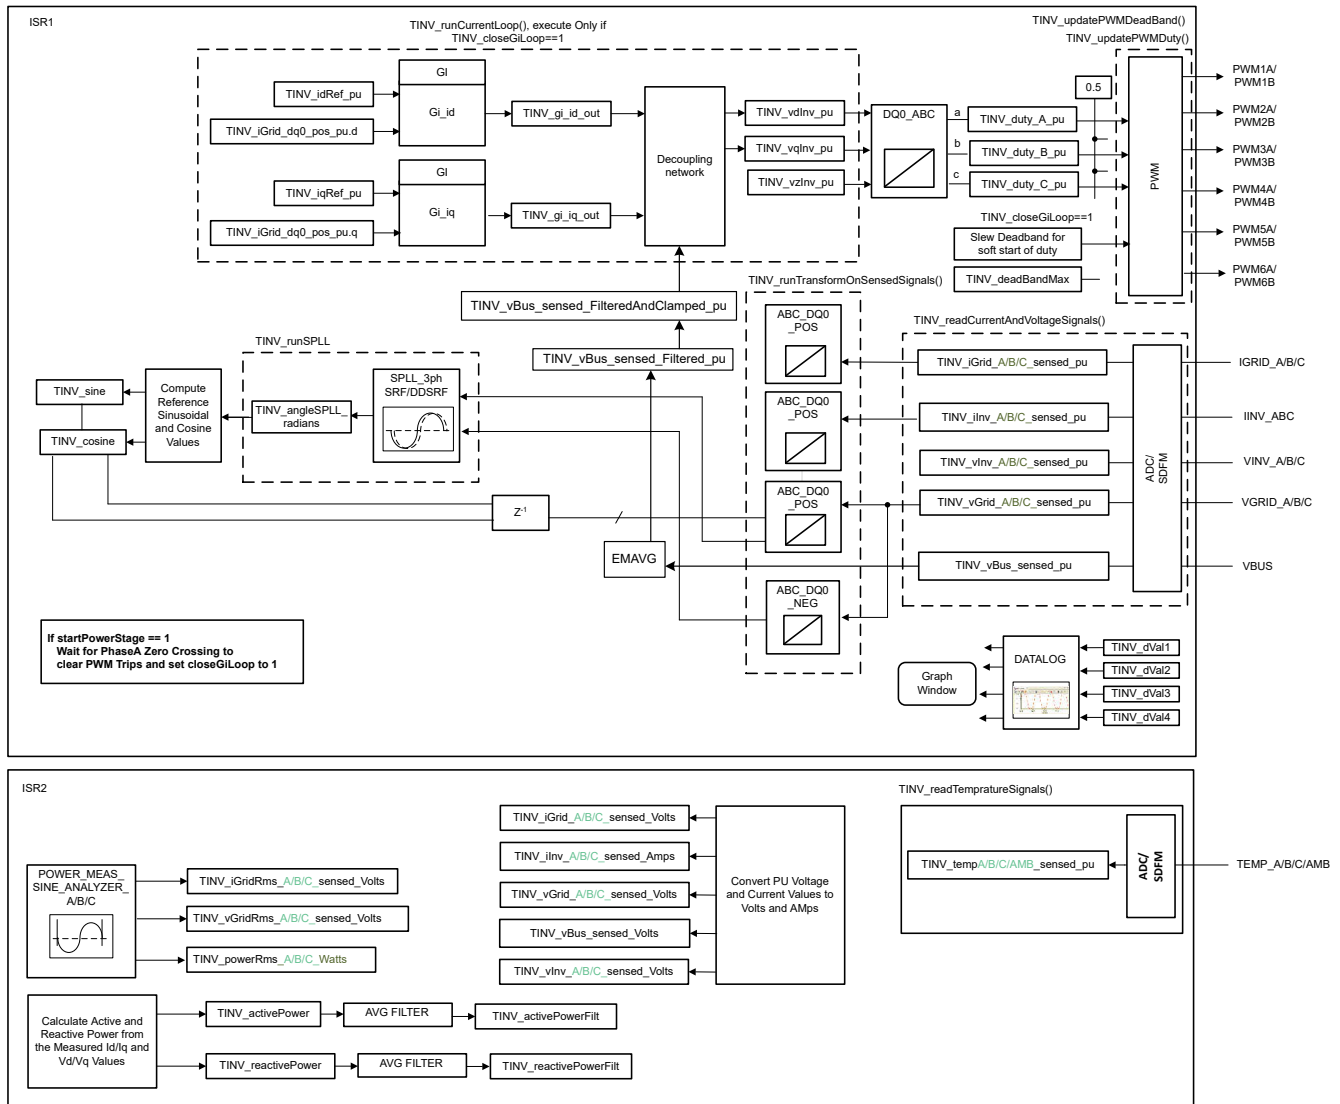 ISR1
TINV_runCurrentLoop(), execute Only if
TINV_closeGiLoop==1
TINV_updatePWMDeadBand()
TINV_updatePWMDuty()
GI
Gi_id
TINV_idRef_pu
TINV_iGrid_dq0_pos_pu.d
TINV_gi_id_out
GI
Gi_iq
TINV_iqRef_pu
TINV_iGrid_dq0_pos_pu.q
TINV_gi_iq_out
Decoupling
network
TINV_vdInv_pu
TINV_vqInv_pu
TINV_vzInv_pu
DQ0_ABC
a
b
c
TINV_duty_A_pu
TINV_duty_B_pu
TINV_duty_C_pu
0.5
TINV_closeGiLoop==1
Slew Deadband for
soft start of duty
TINV_deadBandMax
PWM
PWM1A/
PWM1B
PWM2A/
PWM2B
PWM3A/
PWM3B
PWM4A/
PWM4B
PWM5A/
PWM5B
PWM6A/
PWM6B
TINV_vBus_sensed_FilteredAndClamped_pu
TINV_vBus_sensed_Filtered_pu
TINV_runTransformOnSensedSignals()
ABC_DQ0
_POS
ABC_DQ0
_POS
ABC_DQ0
_POS
ABC_DQ0
_NEG
TINV_readCurrentAndVoltageSignals()
TINV_iGrid_A/B/C_sensed_pu
TINV_iInv_A/B/C_sensed_pu
TINV_vInv_A/B/C_sensed_pu
TINV_vGrid_A/B/C_sensed_pu
TINV_vBus_sensed_pu
ADC/
SDFM
IGRID_A/B/C
IINV_ABC
VINV_A/B/C
VGRID_A/B/C
VBUS
TINV_runSPLL
SPLL_3ph
SRF/DDSRF
TINV_angleSPLL_
radians
Compute
Reference
Sinusoidal
and Cosine
Values
TINV_sine
TINV_cosine
Z-1
EMAVG
If startPowerStage == 1
Wait for PhaseA Zero Crossing to
clear PWM Trips and set closeGiLoop to 1
Graph
Window
DATALOG
TINV_dVal1
TINV_dVal2
TINV_dVal3
TINV_dVal4
ISR2
POWER_MEAS_
SINE_ANALYZER_
A/B/C
TINV_iGridRms_A/B/C_sensed_Volts
TINV_vGridRms_A/B/C_sensed_Volts
TINV_powerRms_A/B/C_Watts
Calculate Active and
Reactive Power from
the Measured Id/Iq and
Vd/Vq Values
TINV_activePower
AVG FILTER
TINV_activePowerFilt
TINV_reactivePower
AVG FILTER
TINV_reactivePowerFilt
TINV_iGrid_A/B/C_sensed_Volts
TINV_iInv_A/B/C_sensed_Amps
TINV_vGrid_A/B/C_sensed_Volts
TINV_vBus_sensed_Volts
TINV_vInv_A/B/C_sensed_Volts
Convert PU Voltage
and Current Values to
Volts and AMps
TINV_readTempratureSignals()
TINV_tempA/B/C/AMB_sensed_pu
ADC/
SDFM
TEMP_A/B/C/AMB